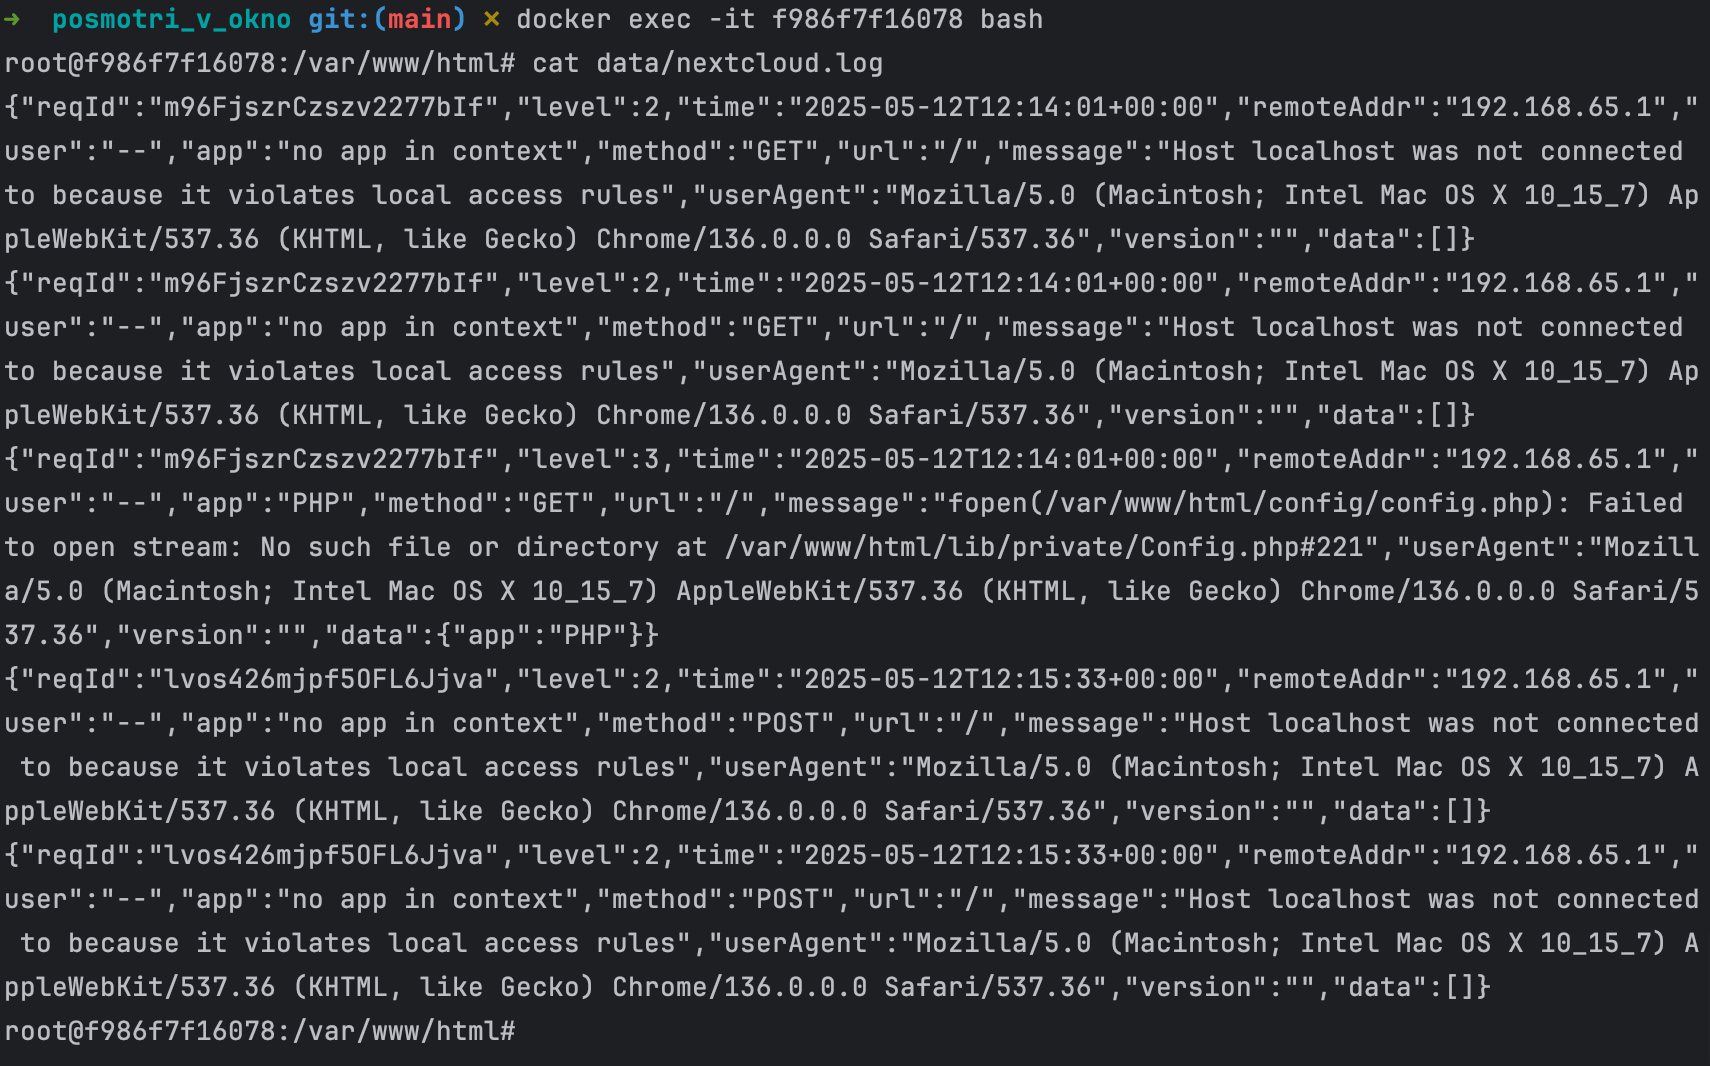 ➜  posmotri_v_okno git:(main) ✗ docker exec -it f986f7f16078 bash
root@f986f7f16078:/var/www/html# cat data/nextcloud.log
{"reqId":"m96FjszrCzszv2277bIf","level":2,"time":"2025-05-12T12:14:01+00:00","remoteAddr":"192.168.65.1","
user":"--","app":"no app in context","method":"GET","url":"/","message":"Host localhost was not connected
to because it violates local access rules","userAgent":"Mozilla/5.0 (Macintosh; Intel Mac OS X 10_15_7) Ap
pleWebKit/537.36 (KHTML, like Gecko) Chrome/136.0.0.0 Safari/537.36","version":"","data":[]}
{"reqId":"m96FjszrCzszv2277bIf","level":2,"time":"2025-05-12T12:14:01+00:00","remoteAddr":"192.168.65.1","
user":"--","app":"no app in context","method":"GET","url":"/","message":"Host localhost was not connected
to because it violates local access rules","userAgent":"Mozilla/5.0 (Macintosh; Intel Mac OS X 10_15_7) Ap
pleWebKit/537.36 (KHTML, like Gecko) Chrome/136.0.0.0 Safari/537.36","version":"","data":[]}
{"reqId":"m96FjszrCzszv2277bIf","level":3,"time":"2025-05-12T12:14:01+00:00","remoteAddr":"192.168.65.1","
user":"--","app":"PHP","method":"GET","url":"/","message":"fopen(/var/www/html/config/config.php): Failed
to open stream: No such file or directory at /var/www/html/lib/private/Config.php#221","userAgent":"Mozill
a/5.0 (Macintosh; Intel Mac OS X 10_15_7) AppleWebKit/537.36 (KHTML, like Gecko) Chrome/136.0.0.0 Safari/5
37.36","version":"","data":{"app":"PHP"}}
{"reqId":"lvos426mjpf5OFL6Jjva","level":2,"time":"2025-05-12T12:15:33+00:00","remoteAddr":"192.168.65.1","
user":"--","app":"no app in context","method":"POST","url":"/","message":"Host localhost was not connected
 to because it violates local access rules","userAgent":"Mozilla/5.0 (Macintosh; Intel Mac OS X 10_15_7) A
ppleWebKit/537.36 (KHTML, like Gecko) Chrome/136.0.0.0 Safari/537.36","version":"","data":[]}
{"reqId":"lvos426mjpf5OFL6Jjva","level":2,"time":"2025-05-12T12:15:33+00:00","remoteAddr":"192.168.65.1","
user":"--","app":"no app in context","method":"POST","url":"/","message":"Host localhost was not connected
 to because it violates local access rules","userAgent":"Mozilla/5.0 (Macintosh; Intel Mac OS X 10_15_7) A
ppleWebKit/537.36 (KHTML, like Gecko) Chrome/136.0.0.0 Safari/537.36","version":"","data":[]}
root@f986f7f16078:/var/www/html#